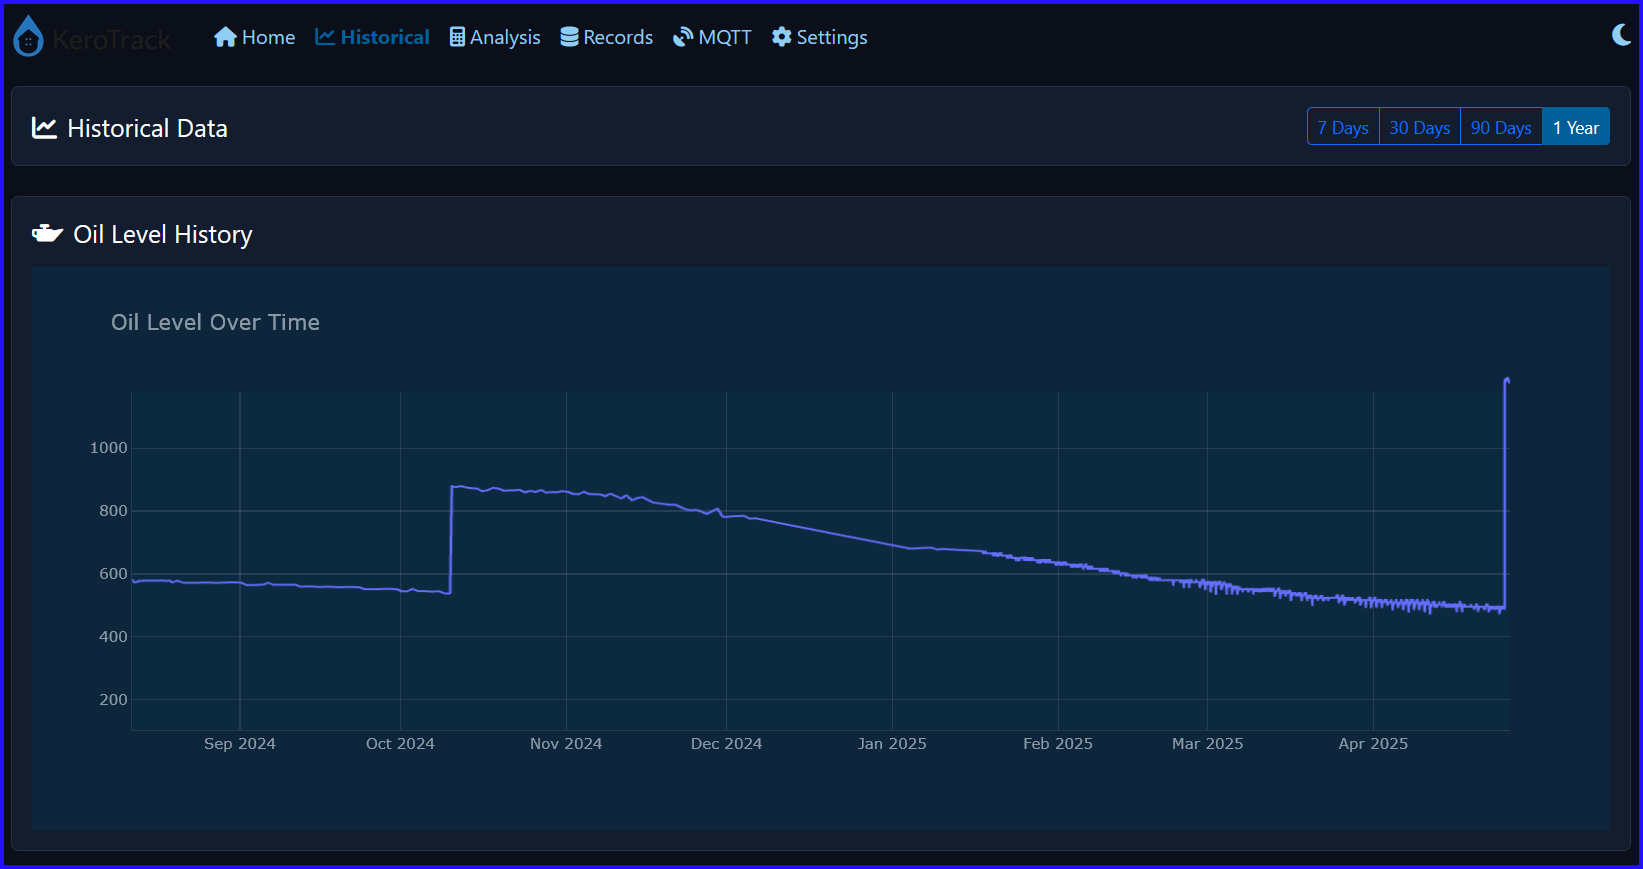 KeroTrack Home Historical Analysis Records MQTT Settings
Historical Data 7 Days 30 Days 90 Days 1 Year
Oil Level History
Oil Level Over Time
1000
800
600
400
200
Sep 2024 Oct 2024 Nov 2024 Dec 2024 Jan 2025 Feb 2025 Mar 2025 Apr 2025